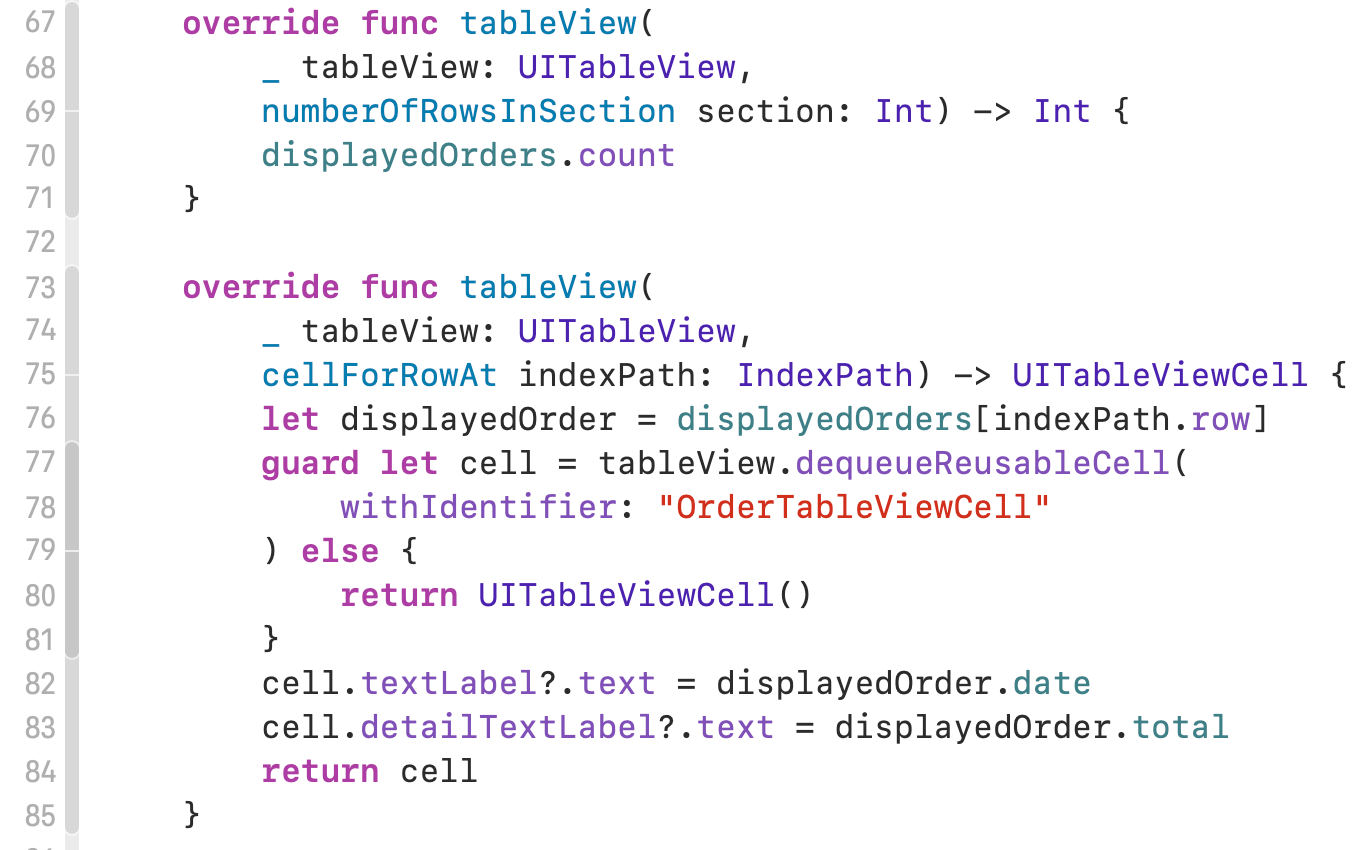 67 override func tableView(
68 _ tableView: UITableView,
69 numberOfRowsInSection section: Int) -> Int {
70 displayedOrders.count
71 }
72
73 override func tableView(
74 _ tableView: UITableView,
75 cellForRowAt indexPath: IndexPath) -> UITableViewCell {
76 let displayedOrder = displayedOrders[indexPath.row]
77 guard let cell = tableView.dequeueReusableCell(
78 withIdentifier: "OrderTableViewCell"
79 ) else {
80 return UITableViewCell()
81 }
82 cell.textLabel?.text = displayedOrder.date
83 cell.detailTextLabel?.text = displayedOrder.total
84 return cell
85 }